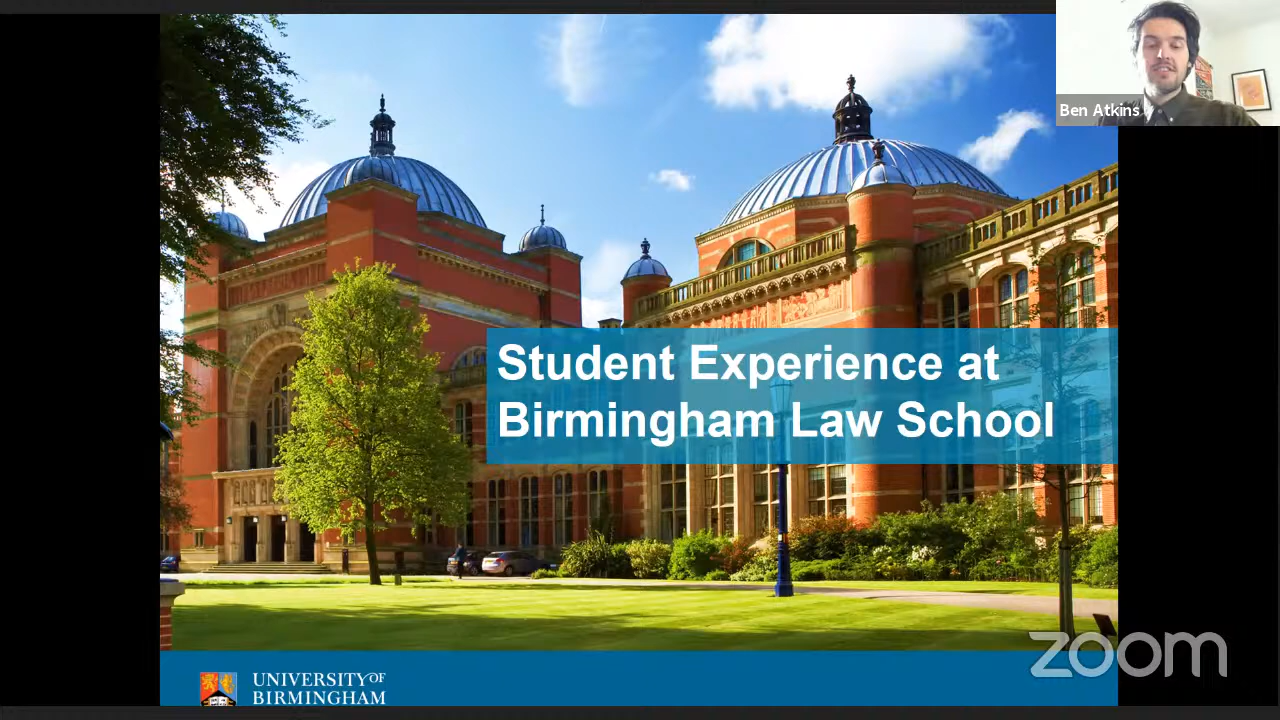 Ben Atkins
Student Experience at
Birmingham Law School
zoom
UNIVERSITY OF
BIRMINGHAM